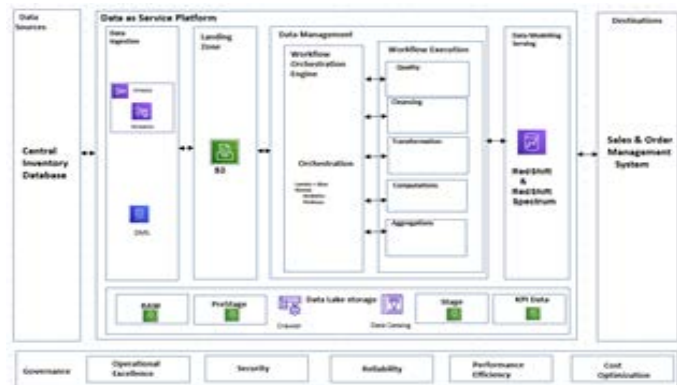 Data
Sources
Data as Service Platform
Destinations
Data
Ingestion
Landing
Zone
Data Management
Data Modelling
Serving
Workflow
Orchestration
Engine
Workflow Execution
Quality
Cleansing
Transformation
Computations
Aggregations
Orchestration
Central
Inventory
Database
S3
DMS
RedShift
&
RedShift
Spectrum
Sales & Order
Management
System
RAW
PreStage
Data Lake storage
Crawler
Data Catalog
Stage
KPI Data
Governance
Operational
Excellence
Security
Reliability
Performance
Efficiency
Cost
Optimization